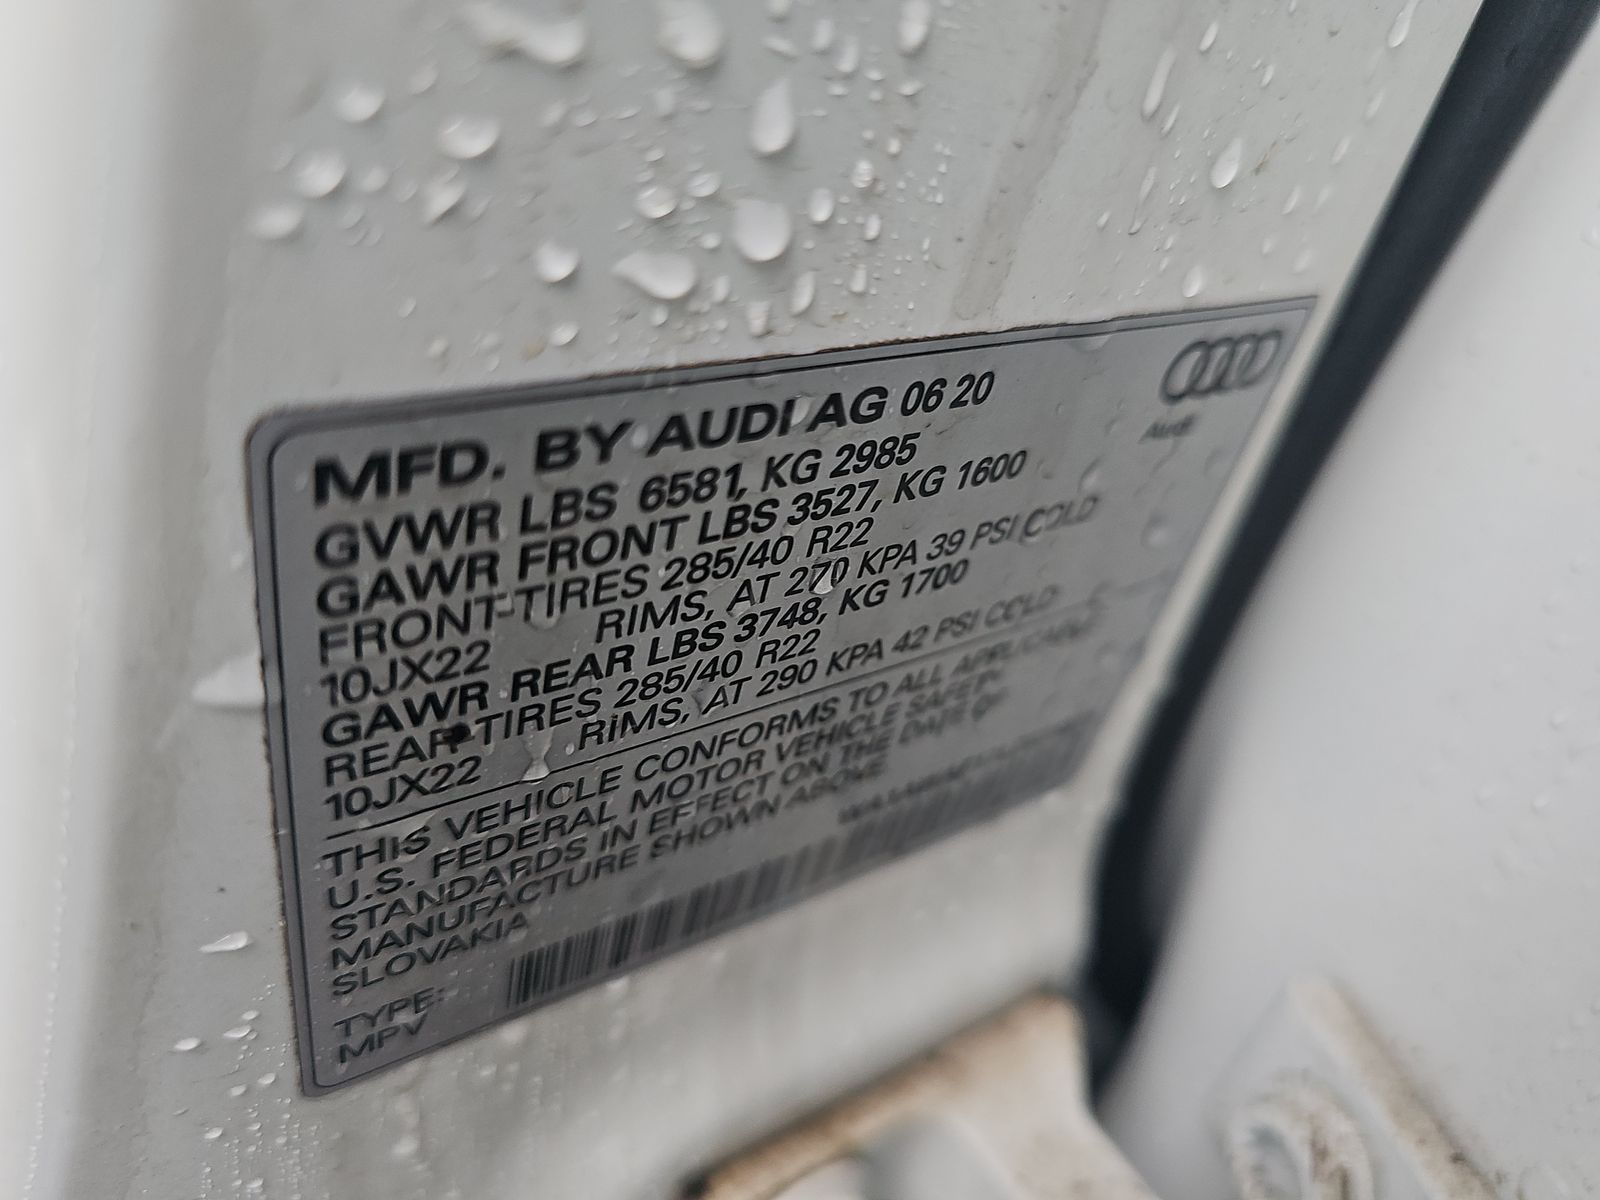 MFD. BY AUDI AG 06 20
Audi
GVWR LBS 6581, KG 2985
GAWR FRONT LBS 3527, KG 1600
FRONT-TIRES 285/40 R22
10JX22 RIMS, AT 270 KPA 39 PSI COLD
GAWR REAR LBS 3748, KG 1700
REAR-TIRES 285/40 R22
10JX22 RIMS, AT 290 KPA 42 PSI COLD
THIS VEHICLE CONFORMS TO ALL APPLICABLE
U.S. FEDERAL MOTOR VEHICLE SAFETY
STANDARDS IN EFFECT ON THE DATE OF
MANUFACTURE SHOWN ABOVE
SLOVAKIA
TYPE:
MPV